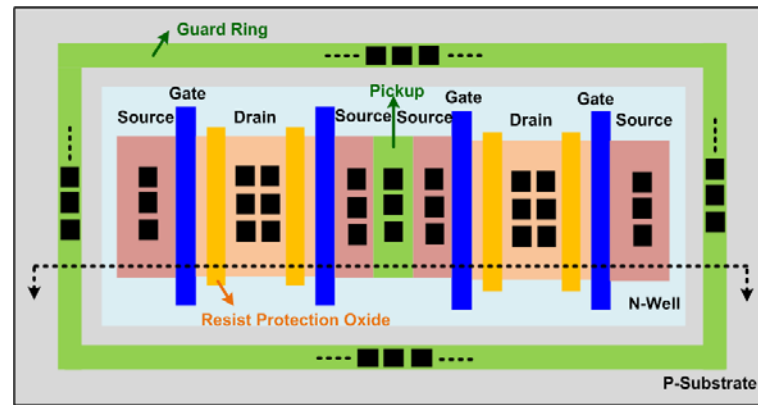 Guard Ring
Pickup
Gate
Gate
Gate
Source
Drain
Source
Source
Drain
Source
Resist Protection Oxide
N-Well
P-Substrate